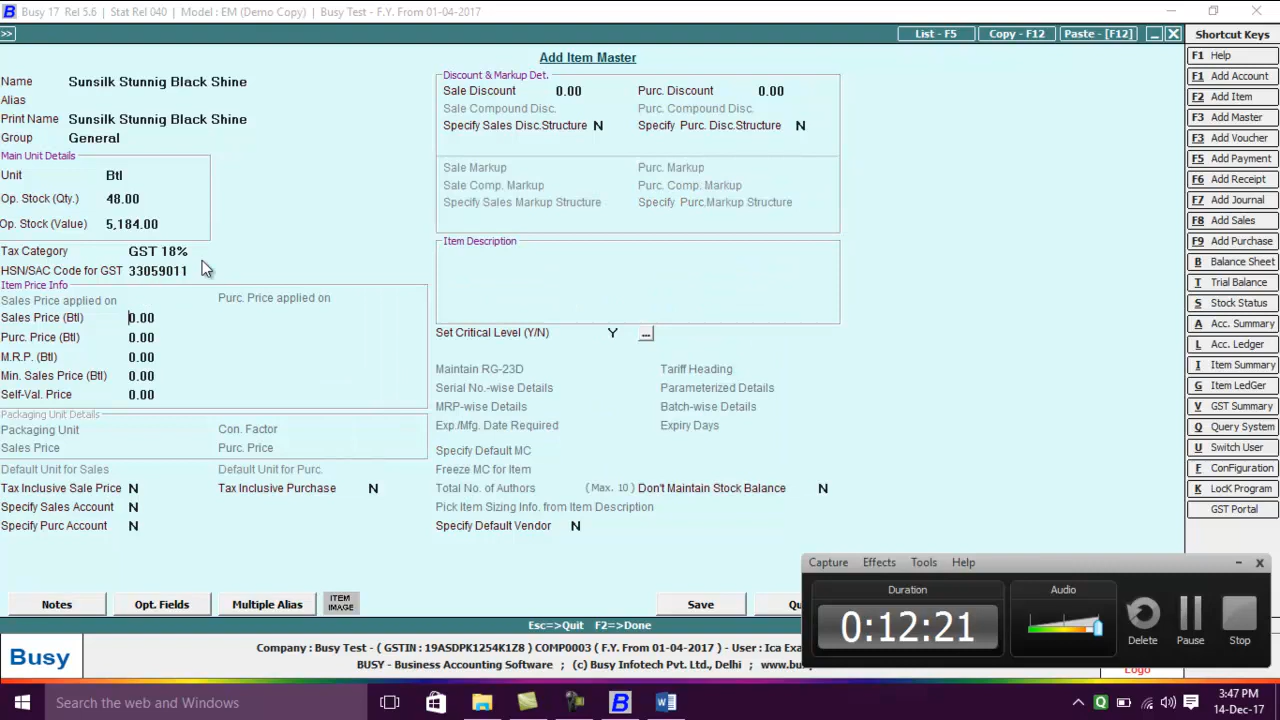 Busy 17 Rel 5.6 | Stat Rel 040 | Model : EM (Demo Copy) | Busy Test - F.Y. From 01-04-2017
>> List - F5 Copy - F12 Paste - [F12]
Add Item Master
Name Sunsilk Stunnig Black Shine
Alias
Print Name Sunsilk Stunnig Black Shine
Group General
Main Unit Details
Unit Btl
Op. Stock (Qty.) 48.00
Op. Stock (Value) 5,184.00
Tax Category GST 18%
HSN/SAC Code for GST 33059011
Item Price Info
Sales Price applied on Purc. Price applied on
Sales Price (Btl) 0.00
Purc. Price (Btl) 0.00
M.R.P. (Btl) 0.00
Min. Sales Price (Btl) 0.00
Self-Val. Price 0.00
Packaging Unit Details
Packaging Unit Con. Factor
Sales Price Purc. Price
Default Unit for Sales Default Unit for Purc.
Tax Inclusive Sale Price N Tax Inclusive Purchase N
Specify Sales Account N
Specify Purc Account N
Discount & Markup Det.
Sale Discount 0.00 Purc. Discount 0.00
Sale Compound Disc. Purc. Compound Disc.
Specify Sales Disc.Structure N Specify Purc. Disc.Structure N
Sale Markup Purc. Markup
Sale Comp. Markup Purc. Comp. Markup
Specify Sales Markup Structure Specify Purc.Markup Structure
Item Description
Set Critical Level (Y/N) Y ...
Maintain RG-23D Tariff Heading
Serial No.-wise Details Parameterized Details
MRP-wise Details Batch-wise Details
Exp./Mfg. Date Required Expiry Days
Specify Default MC
Freeze MC for Item
Total No. of Authors (Max. 10) Don't Maintain Stock Balance N
Pick Item Sizing Info. from Item Description
Specify Default Vendor N
Notes Opt. Fields Multiple Alias ITEM IMAGE Save
Esc=>Quit F2=>Done
Shortcut Keys
F1 Help
F1 Add Account
F2 Add Item
F3 Add Master
F3 Add Voucher
F5 Add Payment
F6 Add Receipt
F7 Add Journal
F8 Add Sales
F9 Add Purchase
B Balance Sheet
T Trial Balance
S Stock Status
A Acc. Summary
L Acc. Ledger
I Item Summary
G Item LedGer
V GST Summary
Q Query System
U Switch User
F Configuration
K LocK Program
GST Portal
Capture Effects Tools Help
Duration Audio
0:12:21
Delete Pause Stop
Busy
Company : Busy Test - ( GSTIN : 19ASDPK1254K1Z8 ) COMP0003 ( F.Y. From 01-04-2017 ) - User : Ica
BUSY - Business Accounting Software ; (c) Busy Infotech Pvt. Ltd., Delhi ;
Logo
Search the web and Windows
3:47 PM
14-Dec-17